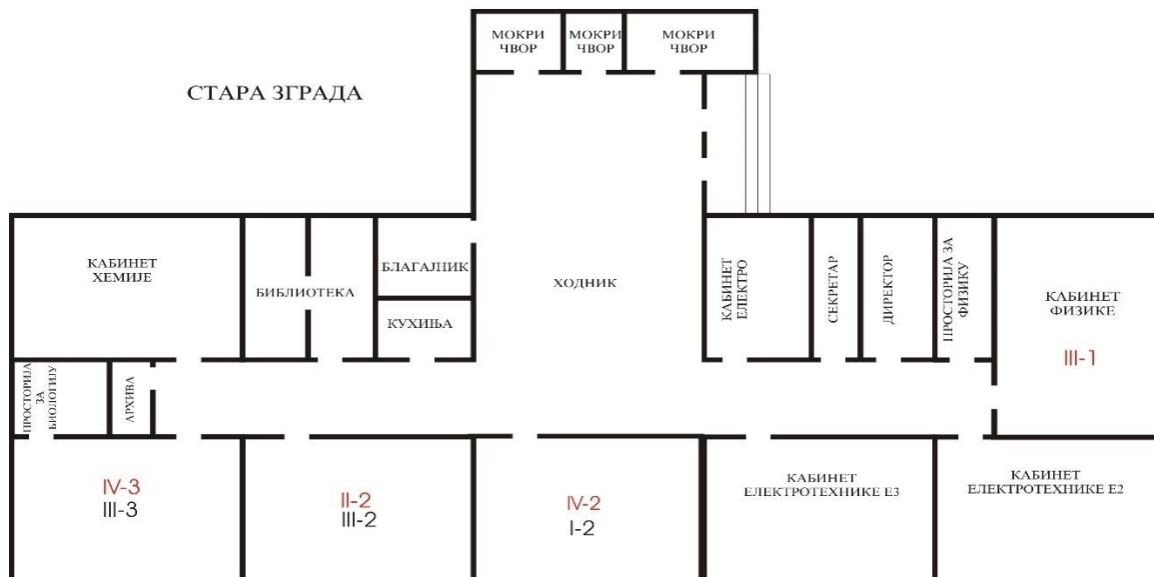 МОКРИ
ЧВОР
МОКРИ
ЧВОР
МОКРИ
ЧВОР
СТАРА ЗГРАДА
КАБИНЕТ
ХЕМИЈЕ
БИБЛИОТЕКА
БЛАГАЈНИК
КУХИЊА
ХОДНИК
КАБИНЕТ
ЕЛЕКТРО
СЕКРЕТАР
ДИРЕКТОР
ПРОСТОРИЈА ЗА
ФИЗИКУ
КАБИНЕТ
ФИЗИКЕ
III-1
ПРОСТОРИЈА
ЗА
БИОЛОГИЈУ
АРХИВА
IV-3
III-3
II-2
III-2
IV-2
I-2
КАБИНЕТ
ЕЛЕКТРОТЕХНИКЕ Е3
КАБИНЕТ
ЕЛЕКТРОТЕХНИКЕ Е2